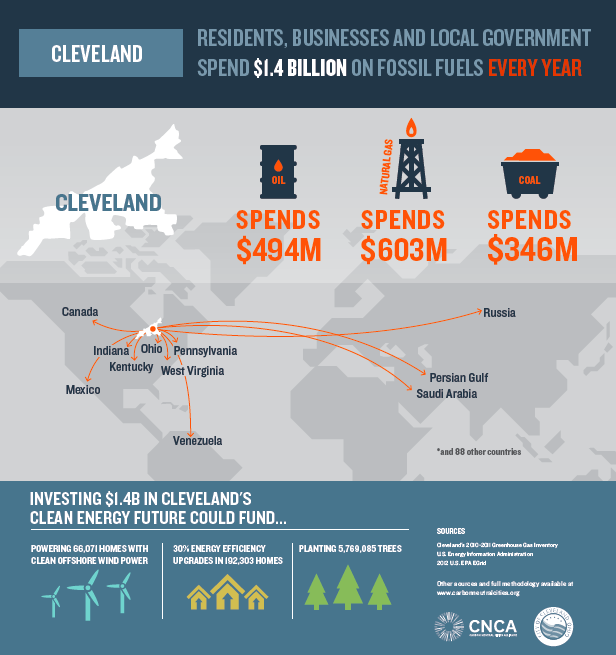 CLEVELAND
RESIDENTS, BUSINESSES AND LOCAL GOVERNMENT
SPEND $1.4 BILLION ON FOSSIL FUELS EVERY YEAR
CLEVELAND
OIL
NATURAL GAS
COAL
SPENDS
$494M
SPENDS
$603M
SPENDS
$346M
Canada
Russia
Indiana
Ohio
Pennsylvania
Kentucky
West Virginia
Mexico
Persian Gulf
Saudi Arabia
Venezuela
*and 88 other countries
INVESTING $1.4B IN CLEVELAND'S
CLEAN ENERGY FUTURE COULD FUND...
POWERING 66,071 HOMES WITH
CLEAN OFFSHORE WIND POWER
30% ENERGY EFFICIENCY
UPGRADES IN 192,303 HOMES
PLANTING 5,769,085 TREES
SOURCES
Cleveland's 2010-2011 Greenhouse Gas Inventory
U.S. Energy Information Administration
2012 U.S. EPA EGrid
Other sources and full methodology available at
www.carbonneutralcities.org
CNCA